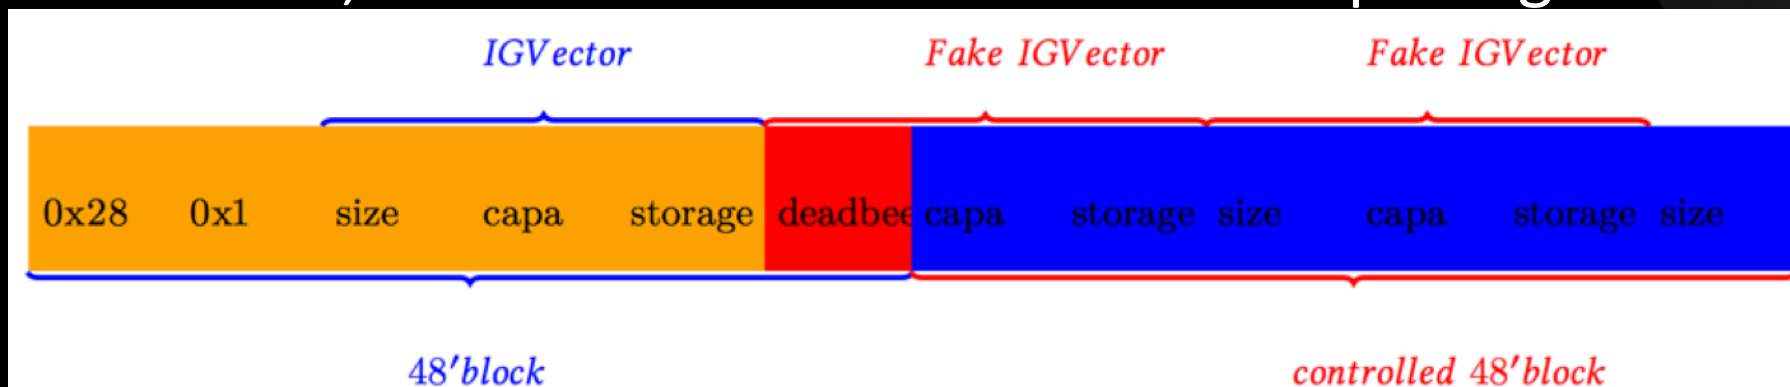 IGVector Fake IGVector Fake IGVector
0x28 0x1 size capa storage deadbee capa storage size capa storage size
48'block controlled 48'block